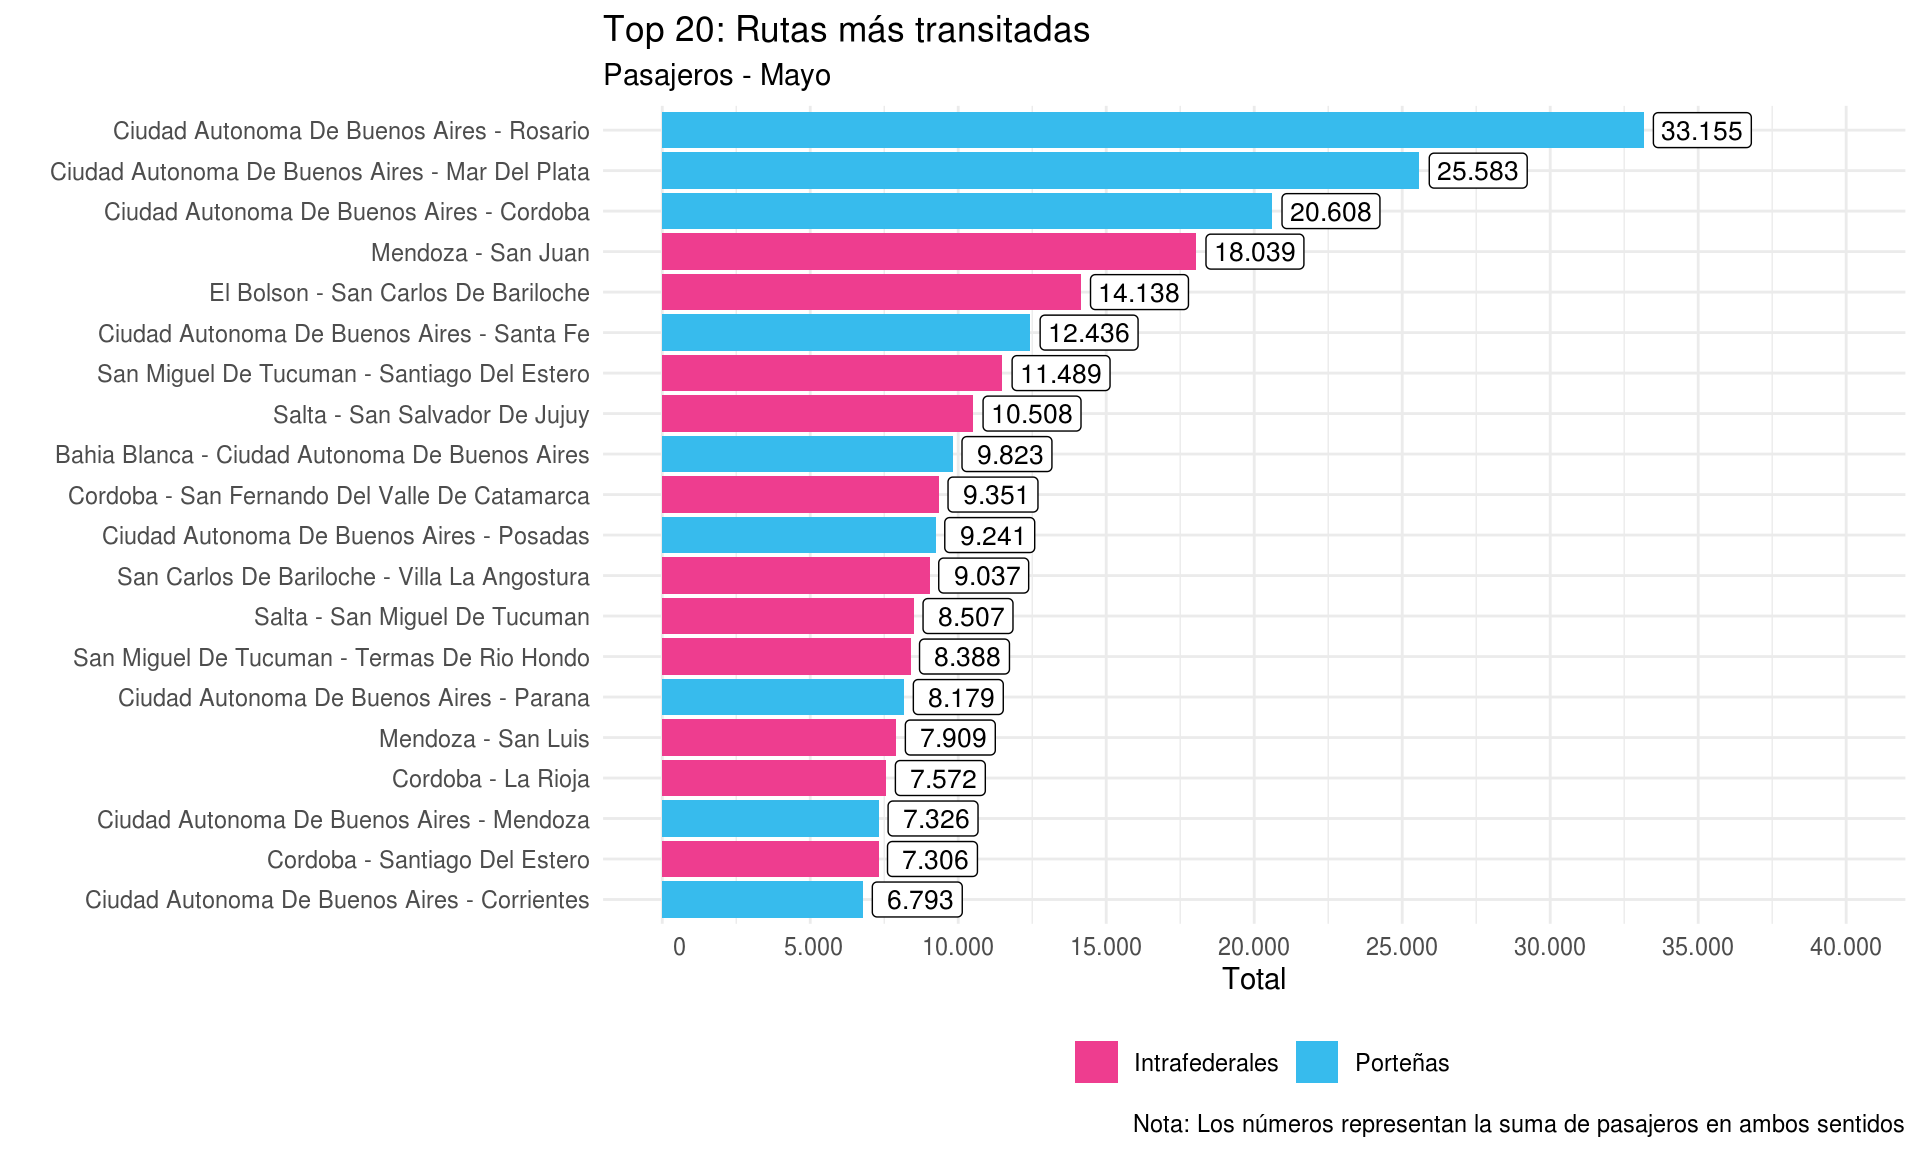 Top 20: Rutas más transitadas
Pasajeros - Mayo
Ciudad Autonoma De Buenos Aires - Rosario 33.155
Ciudad Autonoma De Buenos Aires - Mar Del Plata 25.583
Ciudad Autonoma De Buenos Aires - Cordoba 20.608
Mendoza - San Juan 18.039
El Bolson - San Carlos De Bariloche 14.138
Ciudad Autonoma De Buenos Aires - Santa Fe 12.436
San Miguel De Tucuman - Santiago Del Estero 11.489
Salta - San Salvador De Jujuy 10.508
Bahia Blanca - Ciudad Autonoma De Buenos Aires 9.823
Cordoba - San Fernando Del Valle De Catamarca 9.351
Ciudad Autonoma De Buenos Aires - Posadas 9.241
San Carlos De Bariloche - Villa La Angostura 9.037
Salta - San Miguel De Tucuman 8.507
San Miguel De Tucuman - Termas De Rio Hondo 8.388
Ciudad Autonoma De Buenos Aires - Parana 8.179
Mendoza - San Luis 7.909
Cordoba - La Rioja 7.572
Ciudad Autonoma De Buenos Aires - Mendoza 7.326
Cordoba - Santiago Del Estero 7.306
Ciudad Autonoma De Buenos Aires - Corrientes 6.793
0 5.000 10.000 15.000 20.000 25.000 30.000 35.000 40.000
Total
Intrafederales Porteñas
Nota: Los números representan la suma de pasajeros en ambos sentidos